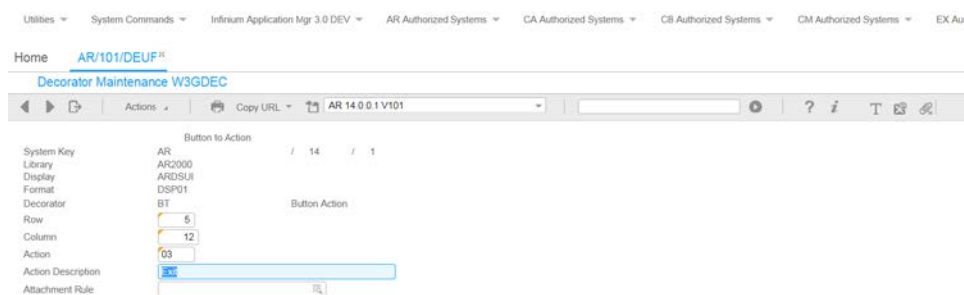 Utilities System Commands Infinium Application Mgr 3.0 DEV AR Authorized Systems CA Authorized Systems CB Authorized Systems CM Authorized Systems EX Au
Home AR/101/DEUF
Decorator Maintenance W3GDEC
Actions Copy URL AR 14.0:0.1 V101 ? i T
Button to Action
System Key AR / 14 / 1
Library AR2000
Display ARDSUI
Format DSP01
Decorator BT Button Action
Row 5
Column 12
Action 03
Action Description Exit
Attachment Rule